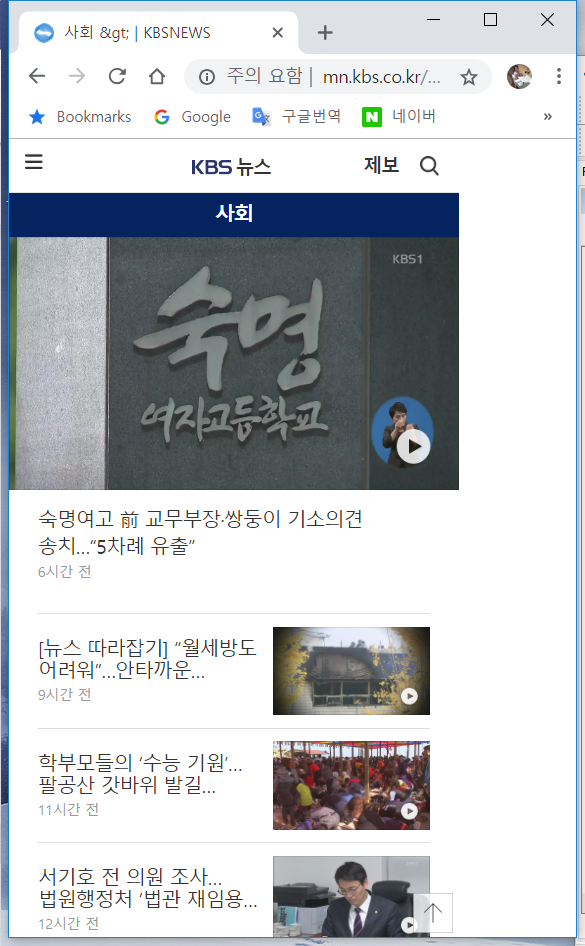 사회 &gt; | KBSNEWS
주의 요함 | mn.kbs.co.kr/...
Bookmarks Google 구글번역 네이버 »
KBS 뉴스 제보
사회
KBS1
숙명
여자고등학교
숙명여고 前 교무부장·쌍둥이 기소의견
송치…“5차례 유출”
6시간 전
[뉴스 따라잡기] “월세방도
어려워”…안타까운…
9시간 전
학부모들의 ‘수능 기원’…
팔공산 갓바위 발길…
11시간 전
서기호 전 의원 조사…
법원행정처 ‘법관 재임용…
12시간 전